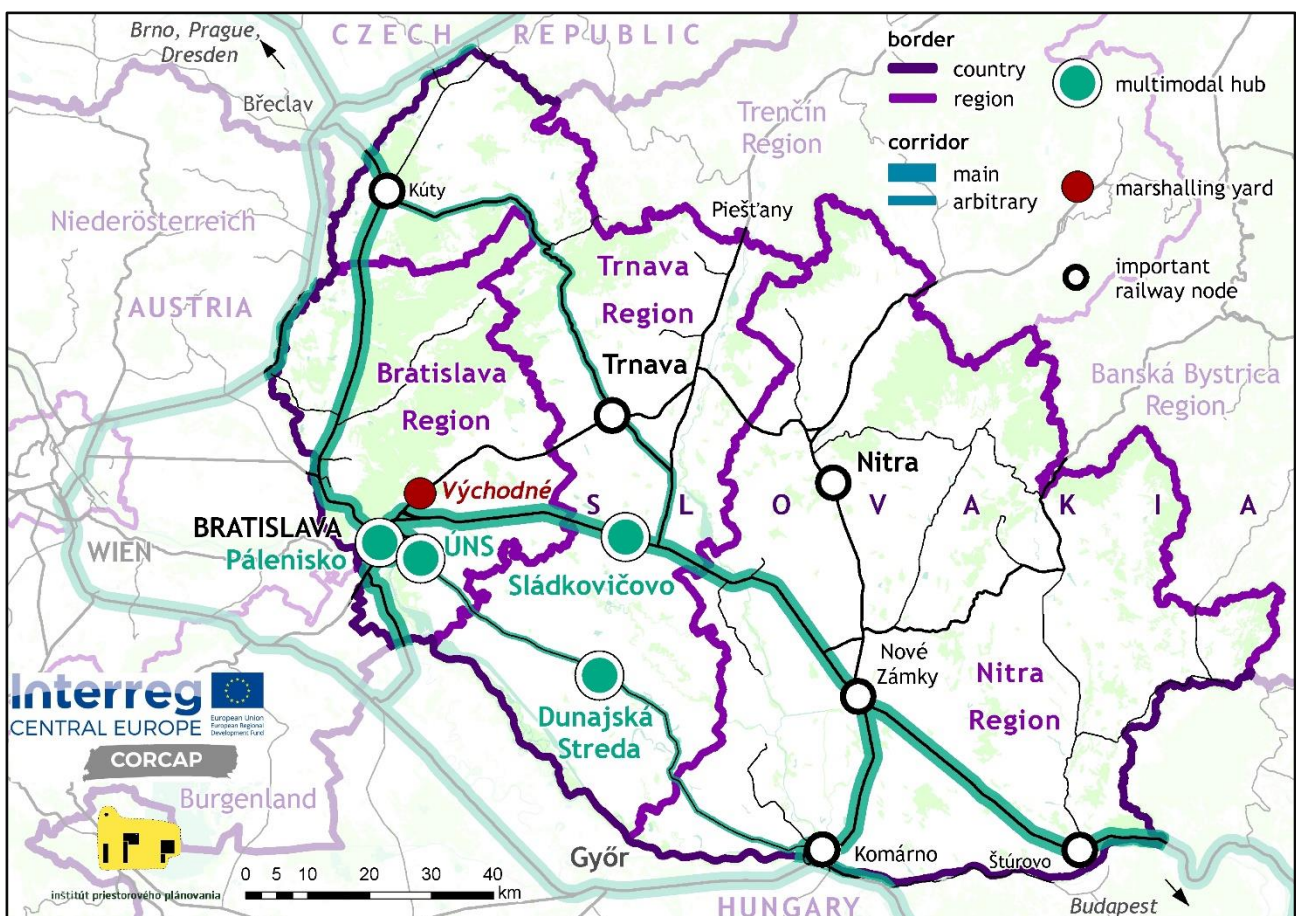 Brno, Prague,
Dresden
CZECH REPUBLIC
Břeclav
border
country
region
corridor
main
arbitrary
multimodal hub
marshalling yard
important
railway node
Trenčín
Region
Kúty
Piešťany
Niederösterreich
AUSTRIA
Trnava
Region
Trnava
Bratislava
Region
Banská Bystrica
Region
Nitra
Východné
SLOVAKIA
BRATISLAVA
Pálenisko
ÚNS
WIEN
Sládkovičovo
Nové
Zámky
Nitra
Region
Dunajská
Streda
Interreg
CENTRAL EUROPE
European Union
European Regional
Development Fund
CORCAP
Burgenland
inštitút priestorového plánovania
0 5 10 20 30 40
km
Győr
Komárno
Štúrovo
HUNGARY
Budapest